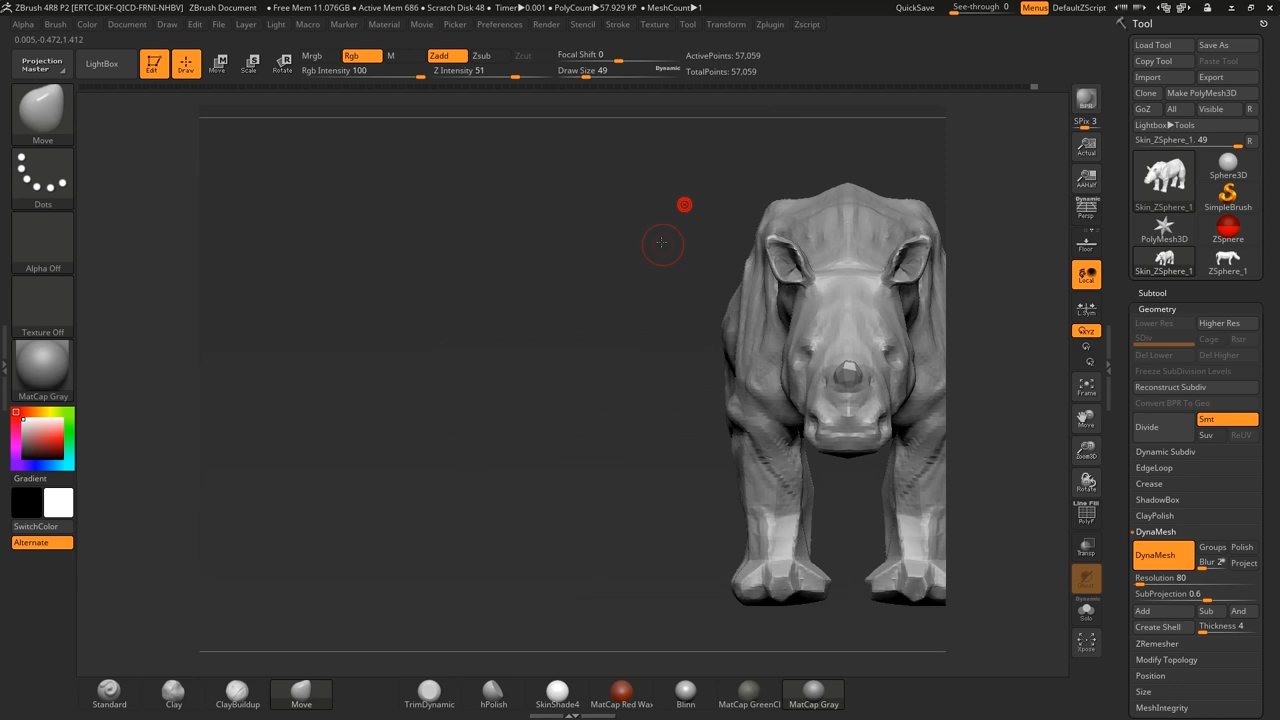 ZBrush 4R8 P2 [ERTC-IDKF-QICD-FRNI-NHBV] ZBrush Document • Free Mem 11.076GB • Active Mem 686 • Scratch Disk 48 • Timer▶0.001 • PolyCount▶57.929 KP • MeshCount▶1 QuickSave See-through 0 Menus DefaultZScript
Alpha Brush Color Document Draw Edit File Layer Light Macro Marker Material Movie Picker Preferences Render Stencil Stroke Texture Tool Transform Zplugin Zscript
0.005,-0.472,1.412
Projection Master
LightBox
Edit Draw Move Scale Rotate
Mrgb Rgb M
Rgb Intensity 100
Zadd Zsub Zcut
Z Intensity 51
Focal Shift 0
Draw Size 49 Dynamic
ActivePoints: 57,059
TotalPoints: 57,059
Move
Dots
Alpha Off
Texture Off
MatCap Gray
Gradient
SwitchColor
Alternate
BPR
SPix 3
Actual
AAHalf
Dynamic
Persp
Floor
Local
L.Sym
XYZ
Frame
Move
Zoom3D
Rotate
Line Fill
PolyF
Transp
Ghost
Dynamic
Solo
Xpose
Tool
Load Tool Save As
Copy Tool Paste Tool
Import Export
Clone Make PolyMesh3D
GoZ All Visible R
Lightbox▶Tools
Skin_ZSphere_1. 49 R
Skin_ZSphere_1 Sphere3D
SimpleBrush
PolyMesh3D ZSphere
Skin_ZSphere_1 ZSphere_1
Subtool
Geometry
Lower Res Higher Res
SDiv Cage Rstr
Del Lower Del Higher
Freeze SubDivision Levels
Reconstruct Subdiv
Convert BPR To Geo
Divide Smt
Suv ReUV
Dynamic Subdiv
EdgeLoop
Crease
ShadowBox
ClayPolish
DynaMesh
DynaMesh Groups Polish
Blur 2 Project
Resolution 80
SubProjection 0.6
Add Sub And
Create Shell Thickness 4
ZRemesher
Modify Topology
Position
Size
MeshIntegrity
Standard Clay ClayBuildup Move TrimDynamic hPolish SkinShade4 MatCap Red Wax Blinn MatCap GreenCl MatCap Gray